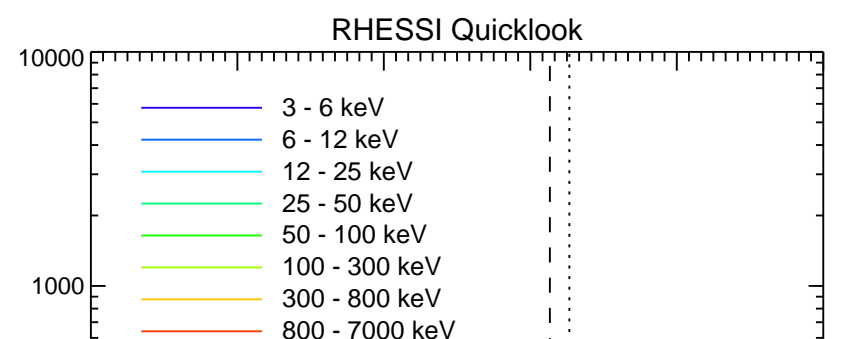 RHESSI Quicklook
10000
3 - 6 keV
6 - 12 keV
12 - 25 keV
25 - 50 keV
50 - 100 keV
100 - 300 keV
1000
300 - 800 keV
800 - 7000 keV